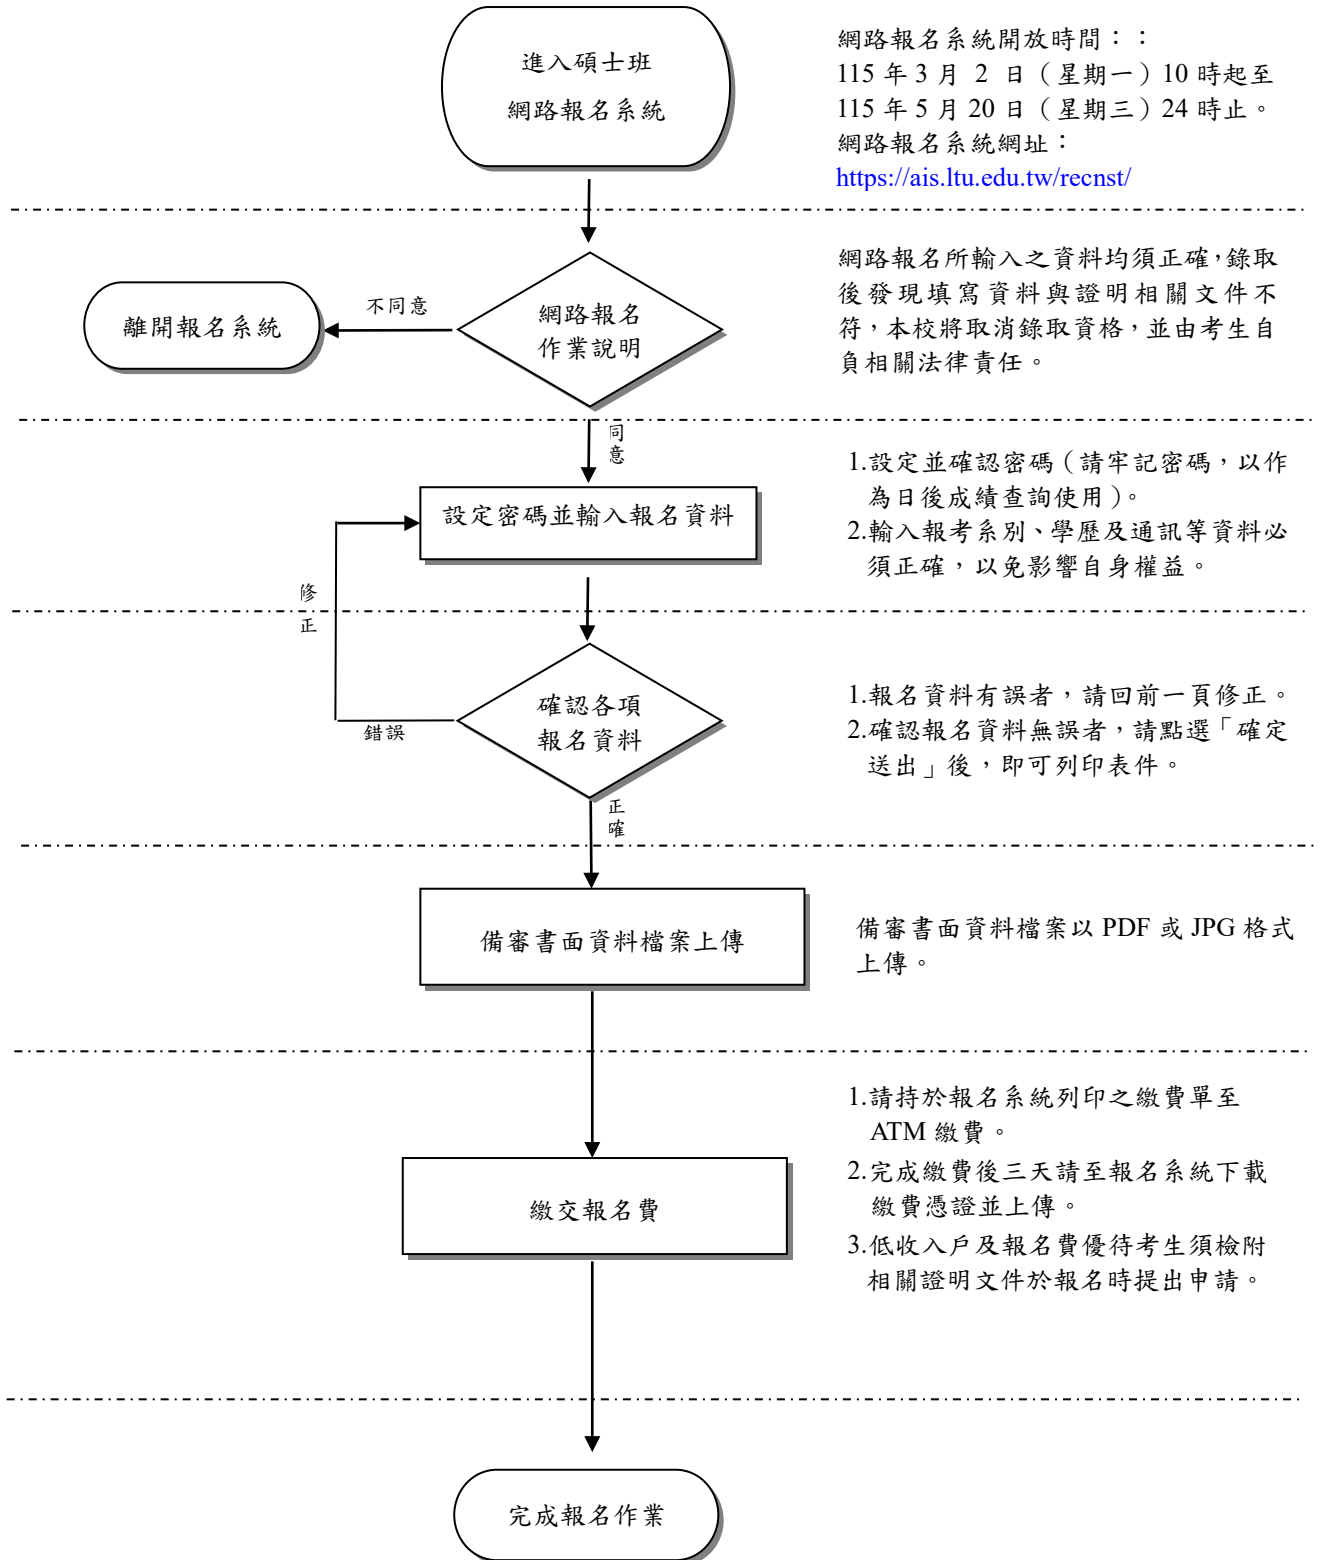 進入碩士班
網路報名系統
網路報名系統開放時間：：
115 年 3 月 2 日（星期一）10 時起至
115 年 5 月 20 日（星期三）24 時止。
網路報名系統網址：
https://ais.ltu.edu.tw/recnst/
離開報名系統
不同意
網路報名
作業說明
網路報名所輸入之資料均須正確，錄取
後發現填寫資料與證明相關文件不
符，本校將取消錄取資格，並由考生自
負相關法律責任。
同
意
設定密碼並輸入報名資料
1.設定並確認密碼（請牢記密碼，以作
為日後成績查詢使用）。
2.輸入報考系別、學歷及通訊等資料必
須正確，以免影響自身權益。
修
正
確認各項
報名資料
錯誤
1.報名資料有誤者，請回前一頁修正。
2.確認報名資料無誤者，請點選「確定
送出」後，即可列印表件。
正
確
備審書面資料檔案上傳
備審書面資料檔案以 PDF 或 JPG 格式
上傳。
繳交報名費
1.請持於報名系統列印之繳費單至
ATM 繳費。
2.完成繳費後三天請至報名系統下載
繳費憑證並上傳。
3.低收入戶及報名費優待考生須檢附
相關證明文件於報名時提出申請。
完成報名作業